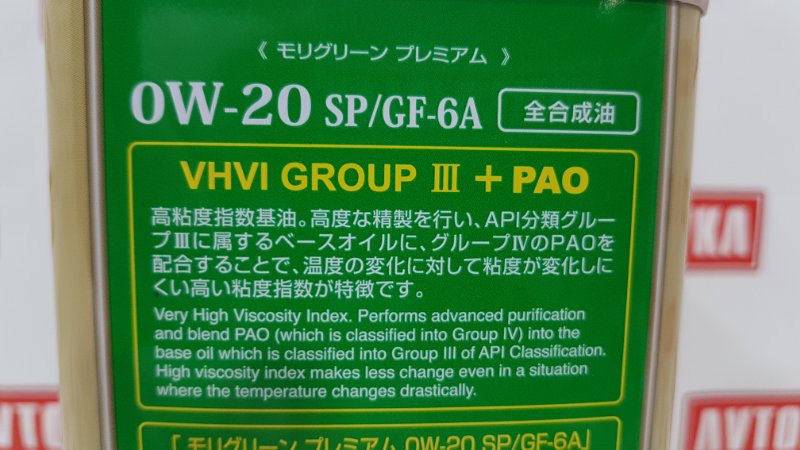 《 モリグリーン プレミアム 》
0W-20 SP/GF-6A 全合成油
VHVI GROUP Ⅲ + PAO
高粘度指数基油。高度な精製を行い、API分類グルー
プⅢに属するベースオイルに、グループⅣのPAOを
配合することで、温度の変化に対して粘度が変化しに
くい高い粘度指数が特徴です。
Very High Viscosity Index. Performs advanced purification
and blend PAO (which is classified into Group IV) into the
base oil which is classified into Group III of API Classification.
High viscosity index makes less change even in a situation
where the temperature changes drastically.
「 モリグリーン プレミアム 0W-20 SP/GF-6A」